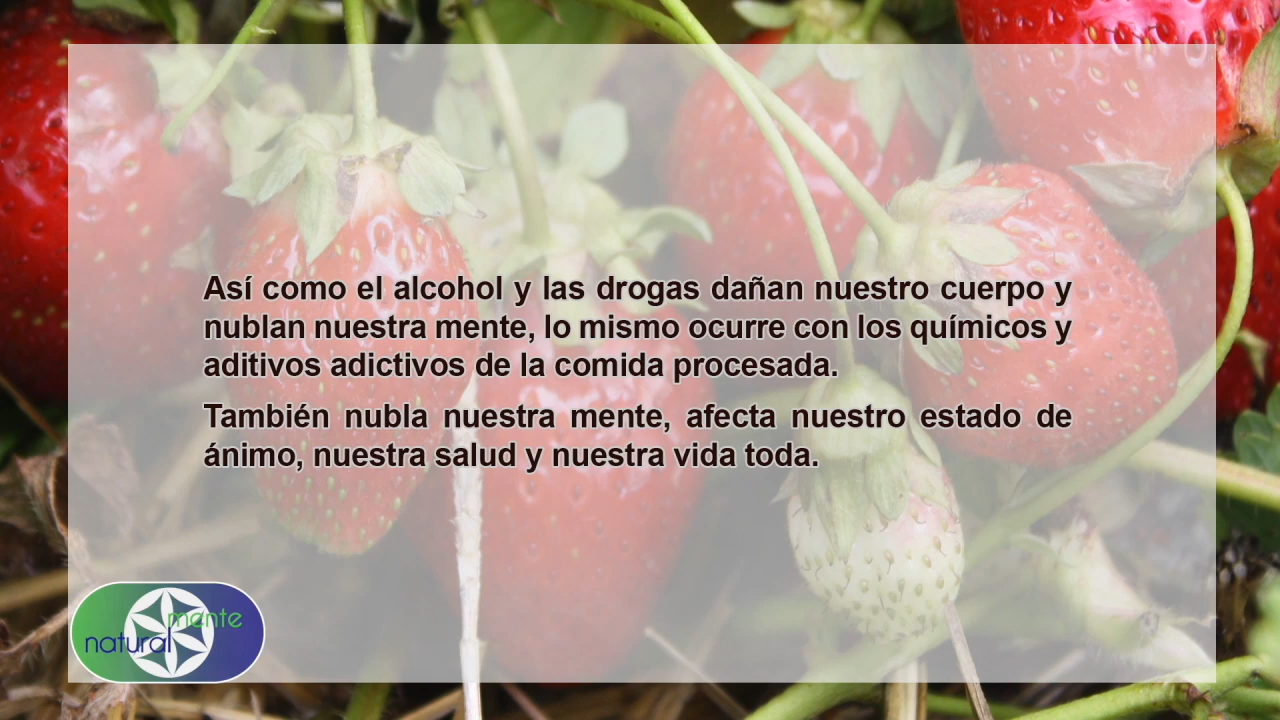 Así como el alcohol y las drogas dañan nuestro cuerpo y
nublan nuestra mente, lo mismo ocurre con los químicos y
aditivos adictivos de la comida procesada.
También nubla nuestra mente, afecta nuestro estado de
ánimo, nuestra salud y nuestra vida toda.
natural mente